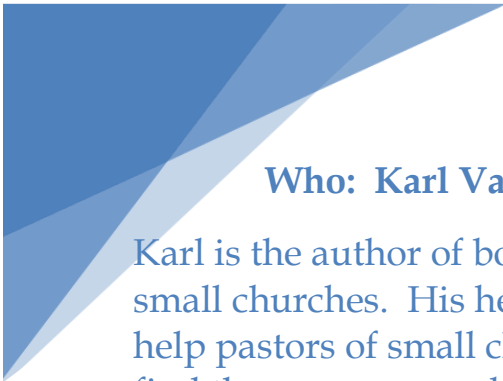 Who: Karl Va
Karl is the author of bo
small churches. His he
help pastors of small c